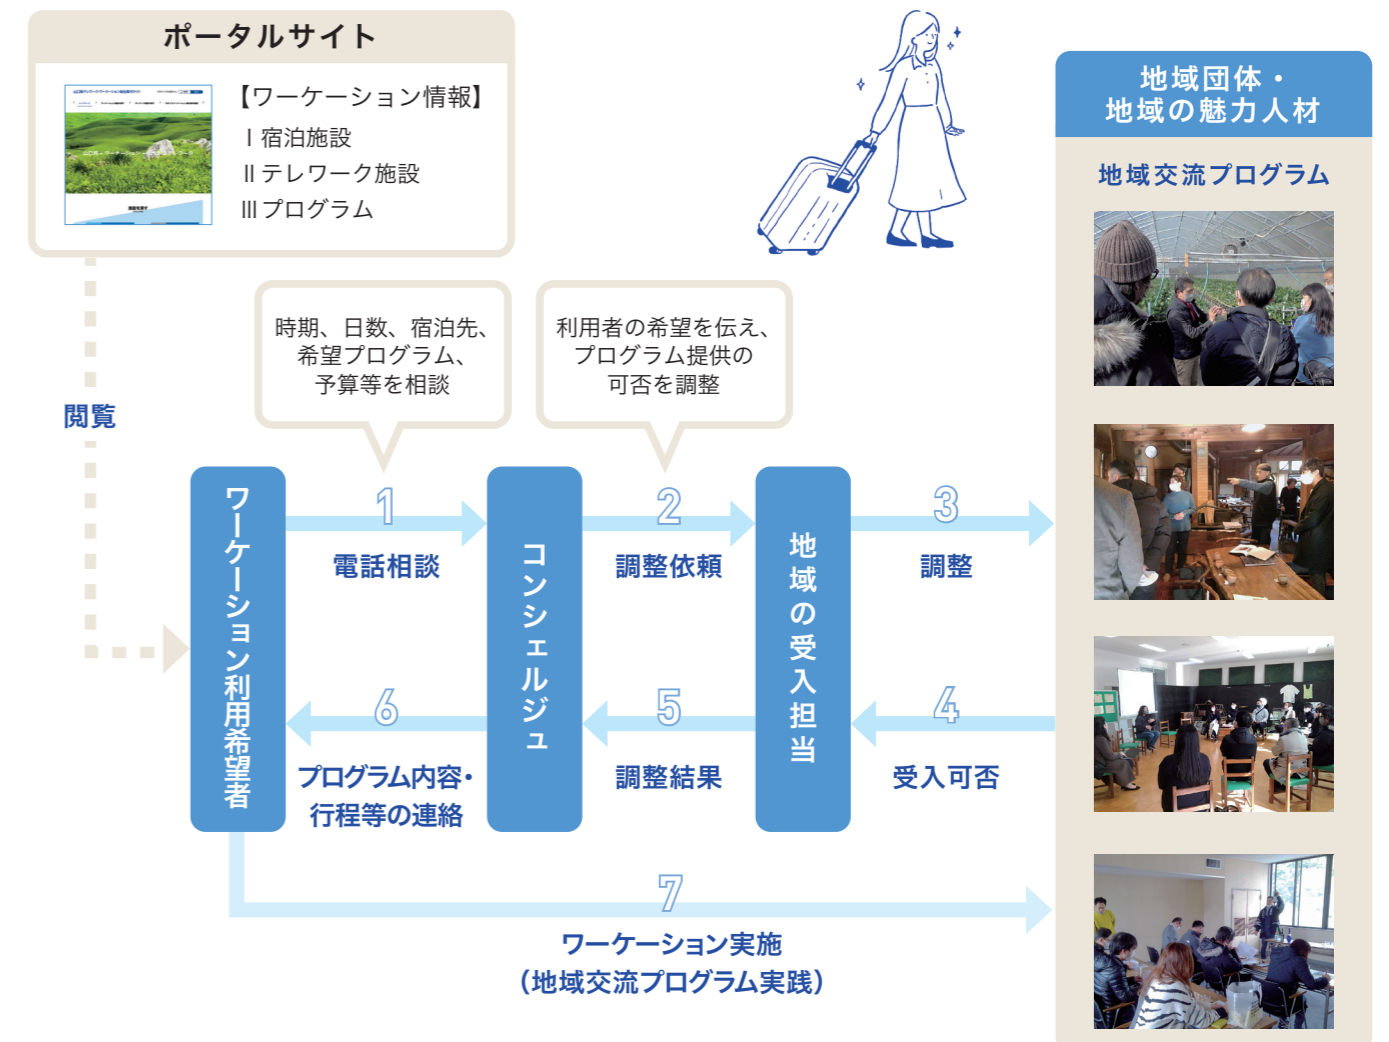 ポータルサイト
【ワーケーション情報】
Ⅰ宿泊施設
Ⅱテレワーク施設
Ⅲプログラム
地域団体・
地域の魅力人材
地域交流プログラム
時期、日数、宿泊先、
希望プログラム、
予算等を相談
利用者の希望を伝え、
プログラム提供の
可否を調整
閲覧
ワーケーション利用希望者
1
電話相談
コンシェルジュ
2
調整依頼
地域の受入担当
3
調整
6
プログラム内容・
行程等の連絡
5
調整結果
4
受入可否
7
ワーケーション実施
（地域交流プログラム実践）